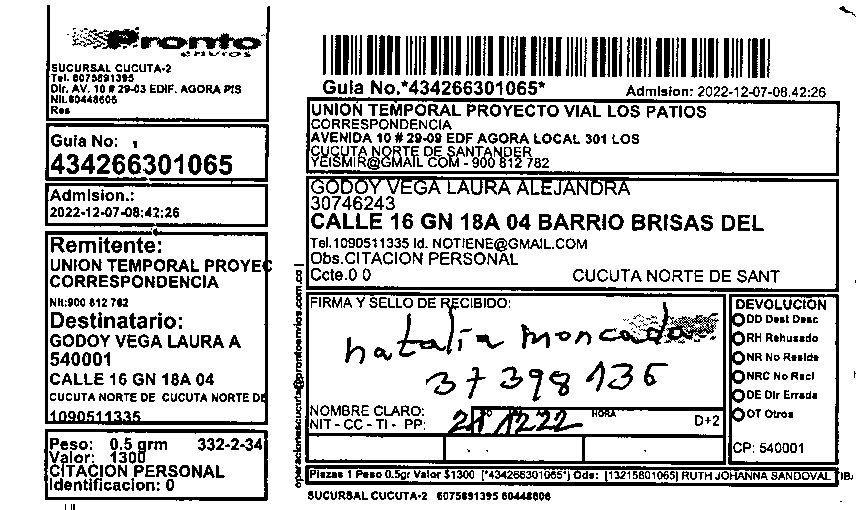 Pronto
envios
SUCURSAL CUCUTA-2
Tel. 6075891395
Dir. AV. 10 # 29-03 EDIF. AGORA PIS
Nit.60448606
Res
Guia No:
434266301065
Admision.:
2022-12-07-08:42:26
Remitente:
UNION TEMPORAL PROYEC
CORRESPONDENCIA
Nit:900 812 782
Destinatario:
GODOY VEGA LAURA A
540001
CALLE 16 GN 18A 04
CUCUTA NORTE DE CUCUTA NORTE DE
1090511335
Peso: 0.5 grm 332-2-34
Valor: 1300
CITACION PERSONAL
Identificacion: 0
Guia No.*434266301065*
Admision: 2022-12-07-08:42:26
UNION TEMPORAL PROYECTO VIAL LOS PATIOS
CORRESPONDENCIA
AVENIDA 10 # 29-09 EDF AGORA LOCAL 301 LOS
CUCUTA NORTE DE SANTANDER
YEISMIR@GMAIL COM - 900 812 782
GODOY VEGA LAURA ALEJANDRA
30746243
CALLE 16 GN 18A 04 BARRIO BRISAS DEL
Tel.1090511335 Id. NOTIENE@GMAIL.COM
Obs.CITACION PERSONAL
Ccte.0 0 CUCUTA NORTE DE SANT
operacionescucuta@prontoenvios.com.co
FIRMA Y SELLO DE RECIBIDO:
natalia moncada
37398136
NOMBRE CLARO:
NIT - CC - TI - PP:
HORA
D+2
DEVOLUCIÓN
DD Dest Desc
RH Rehusado
NR No Reside
NRC No Recl
DE Dir Errada
OT Otros
CP: 540001
Piezas 1 Peso 0.5gr Valor $1300 [*434266301065*] Ods: [13215801065] RUTH JOHANNA SANDOVAL
SUCURSAL CUCUTA-2 6075891395 60448606